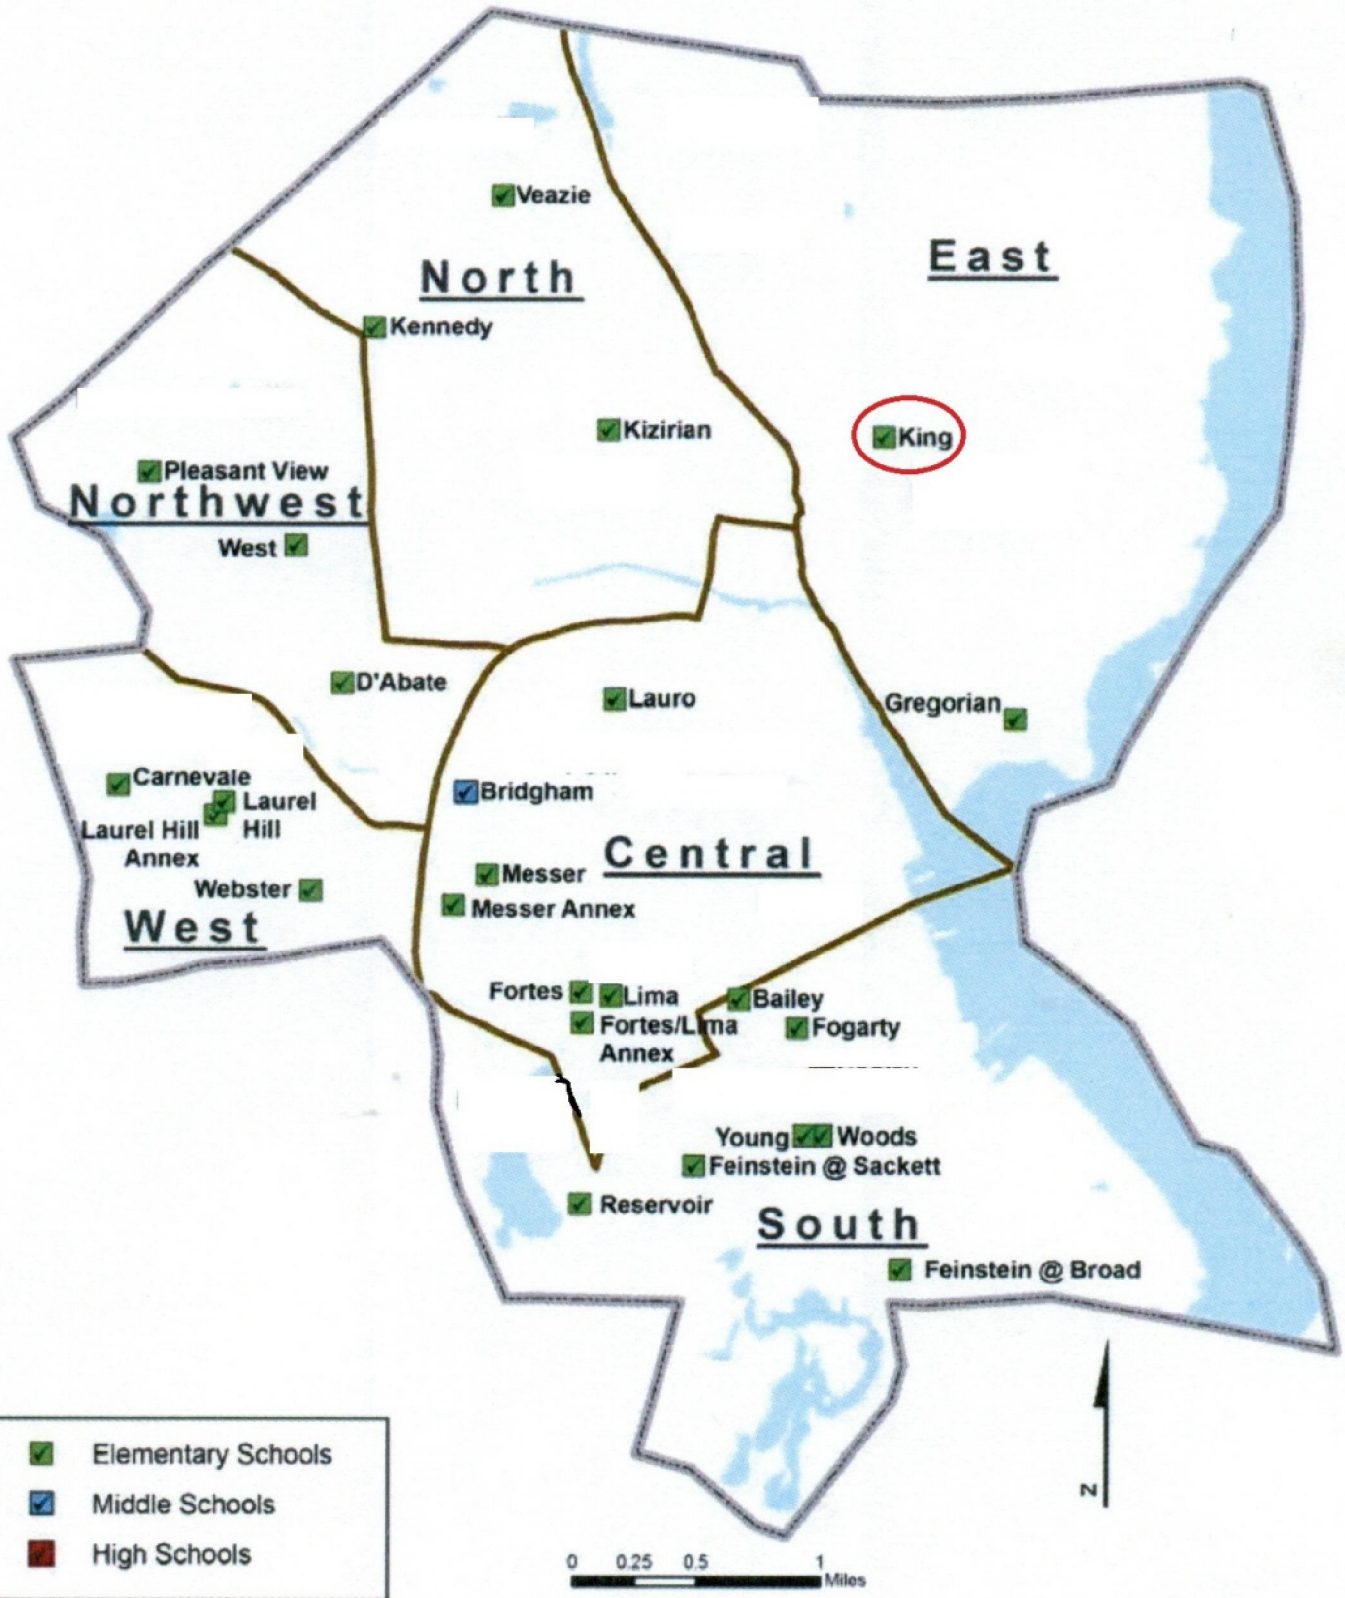 Veazie
East
North
Kennedy
Kizirian
King
Pleasant View
Northwest
West
D'Abate
Lauro
Gregorian
Carnevale
Bridgham
Laurel
Hill
Laurel Hill
Annex
Central
Messer
Webster
Messer Annex
West
Fortes
Lima
Bailey
Fortes/Lima
Annex
Fogarty
Young
Woods
Feinstein @ Sackett
Reservoir
South
Feinstein @ Broad
N
Elementary Schools
Middle Schools
High Schools
0 0.25 0.5 1
Miles